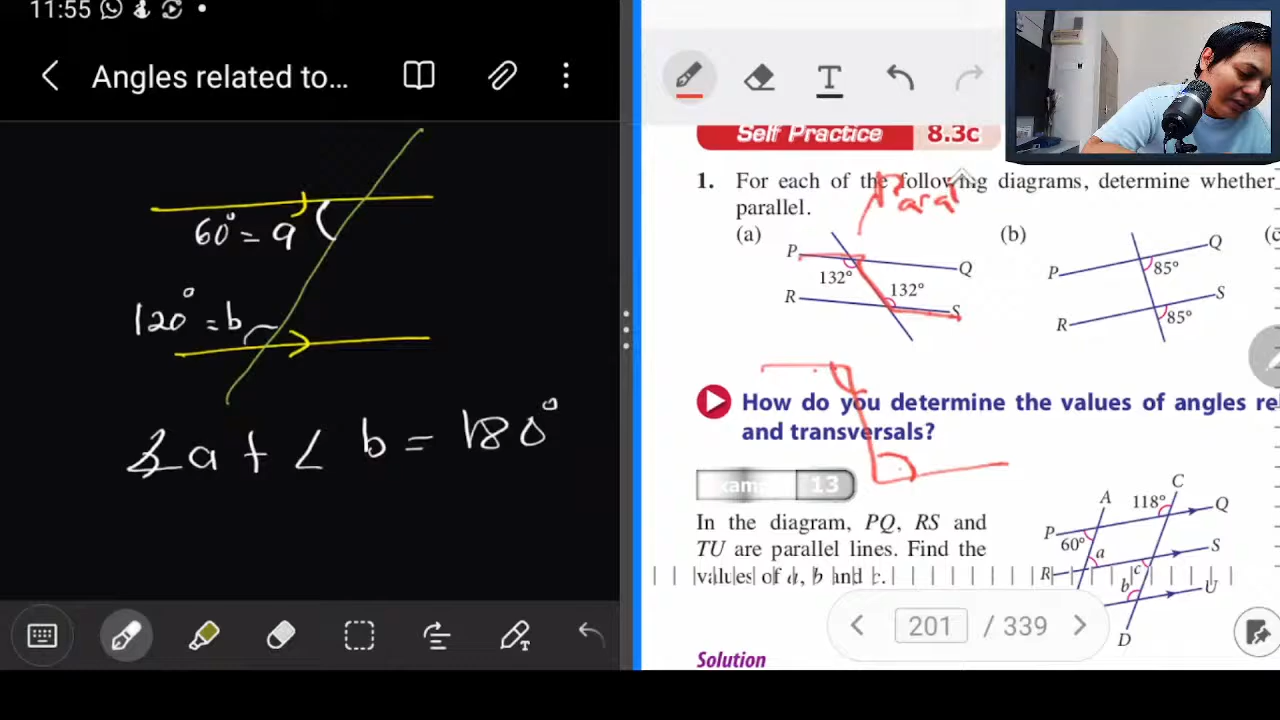 11:55
Angles related to...
60° = a
120° = b
∠a + ∠ b = 180°
Self Practice 8.3c
1. For each of the following diagrams, determine whether
parallel.
(a)
P
Q
132°
132°
R
S
(b)
P
Q
85°
R
S
85°
(c
Paral
How do you determine the values of angles re
and transversals?
Exam 13
In the diagram, PQ, RS and
TU are parallel lines. Find the
values of a, b and c.
A
C
118°
Q
P
60°
a
S
R
c
b
U
D
201 / 339
Solution